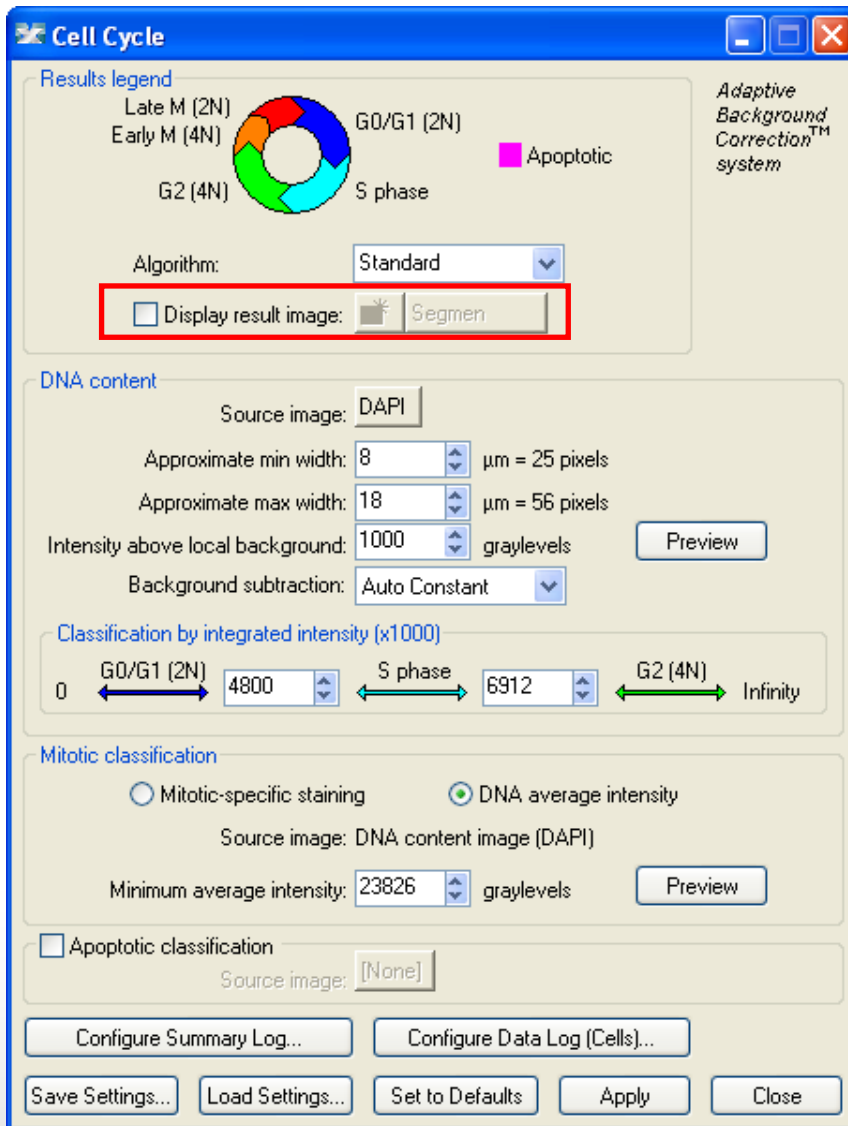 Cell Cycle
Results legend
Adaptive
Background
Correction™
system
Late M (2N)
Early M (4N)
G0/G1 (2N)
Apoptotic
G2 (4N)
S phase
Algorithm: Standard
Display result image: Segmen
DNA content
Source image: DAPI
Approximate min width: 8 µm = 25 pixels
Approximate max width: 18 µm = 56 pixels
Intensity above local background: 1000 graylevels Preview
Background subtraction: Auto Constant
Classification by integrated intensity (x1000)
0 G0/G1 (2N) 4800 S phase 6912 G2 (4N) Infinity
Mitotic classification
Mitotic-specific staining DNA average intensity
Source image: DNA content image (DAPI)
Minimum average intensity: 23826 graylevels Preview
Apoptotic classification
Source image: [None]
Configure Summary Log... Configure Data Log (Cells)...
Save Settings... Load Settings... Set to Defaults Apply Close